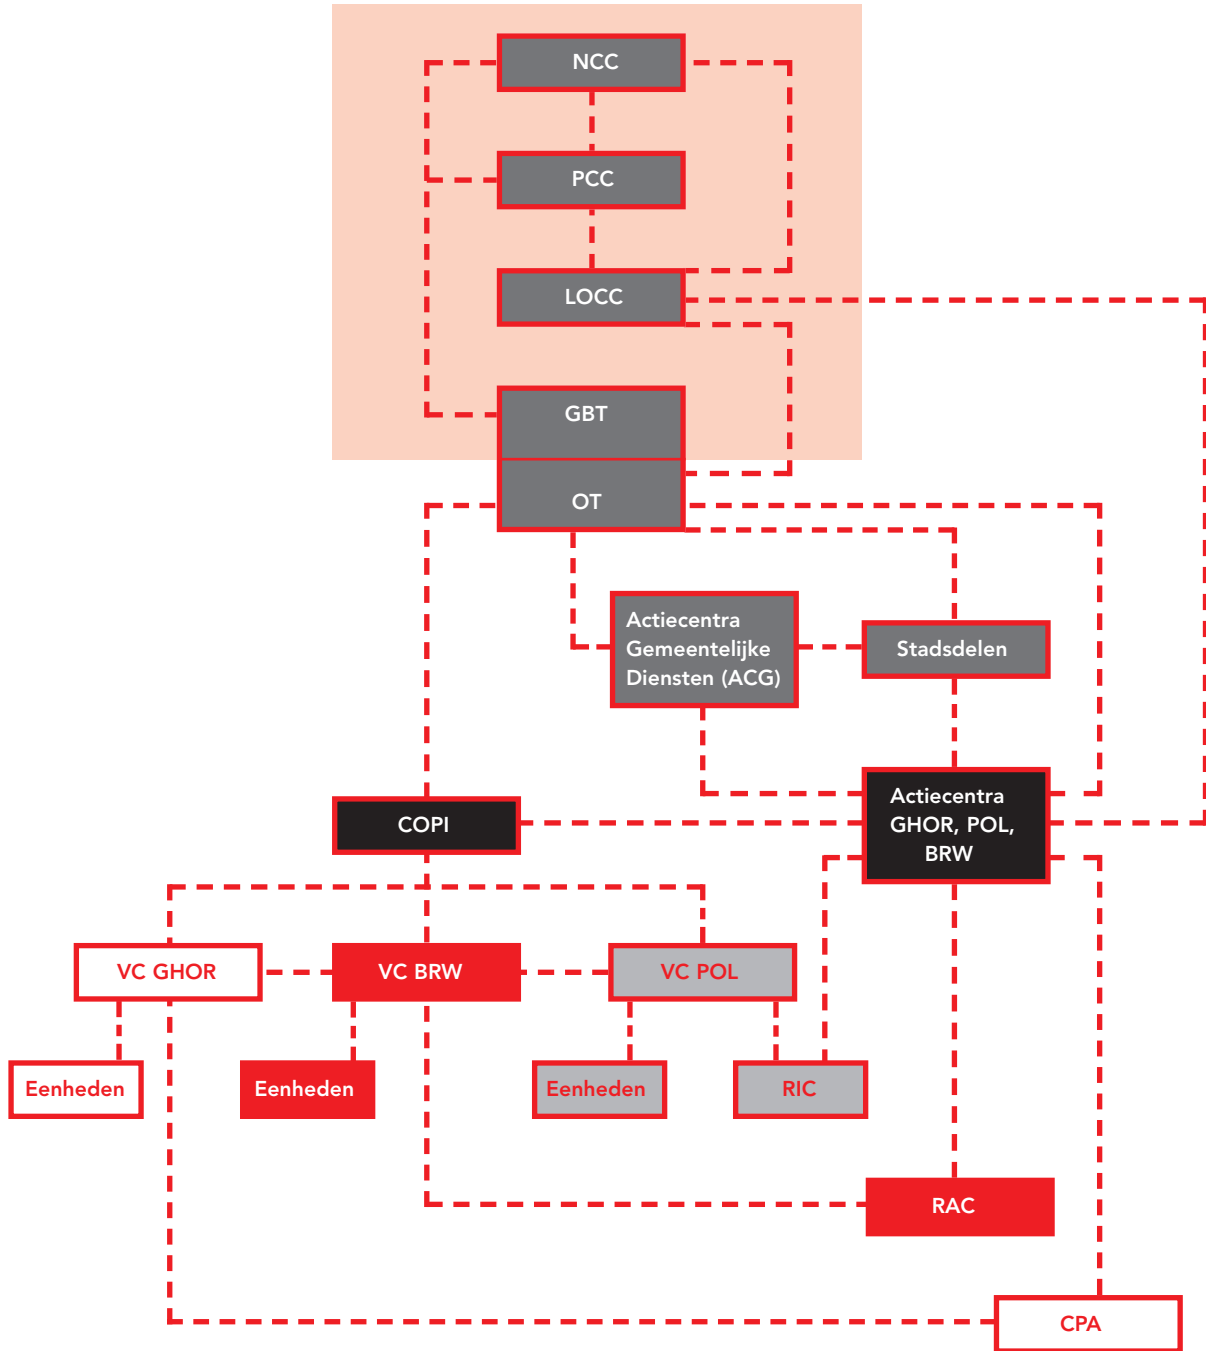 NCC
PCC
LOCC
GBT
OT
Actiecentra
Gemeentelijke
Diensten (ACG)
Stadsdelen
Actiecentra
GHOR, POL,
BRW
COPI
VC GHOR
VC BRW
VC POL
Eenheden
Eenheden
Eenheden
RIC
RAC
CPA